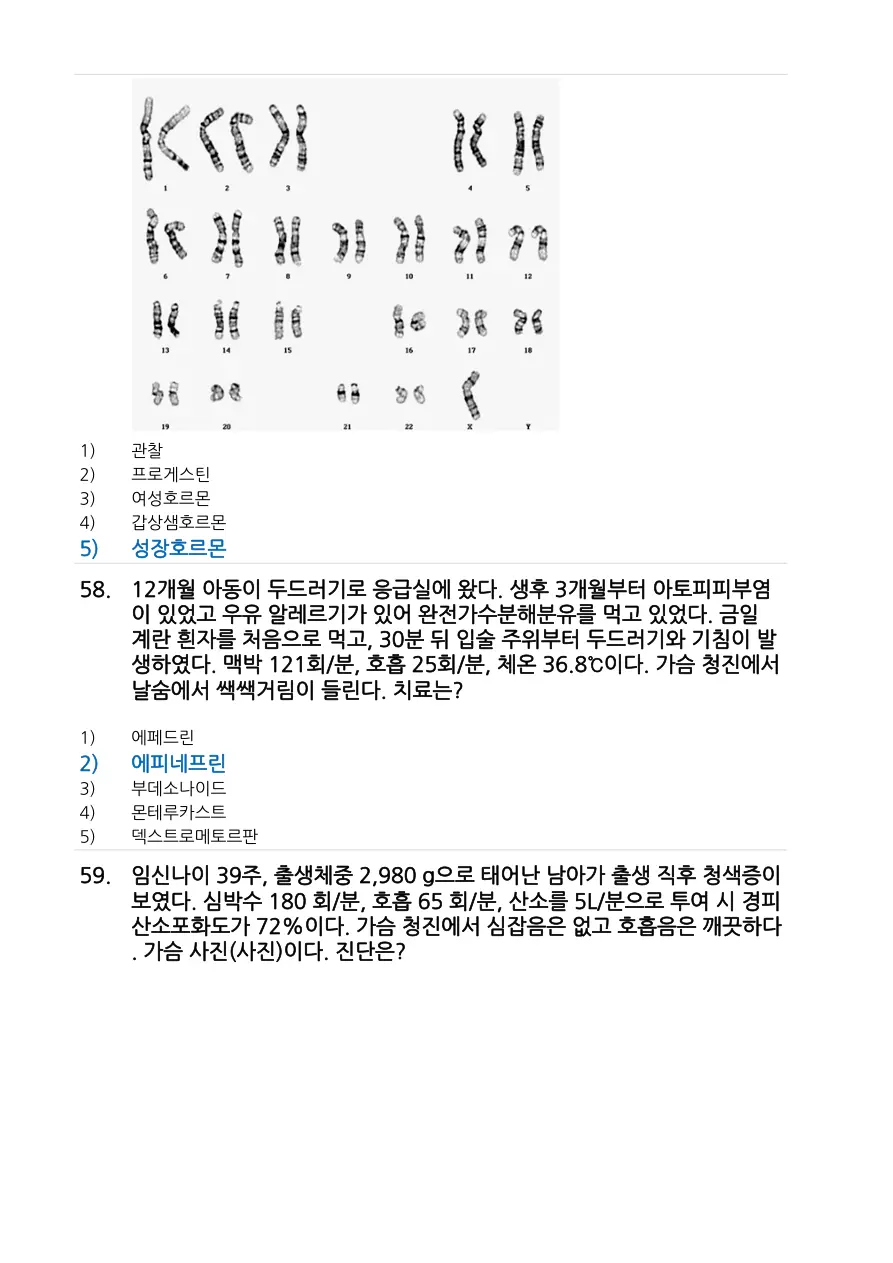 1 2 3 4 5
6 7 8 9 10 11 12
13 14 15 16 17 18
19 20 21 22 X Y
1) 관찰
2) 프로게스틴
3) 여성호르몬
4) 갑상샘호르몬
5) 성장호르몬
58. 12개월 아동이 두드러기로 응급실에 왔다. 생후 3개월부터 아토피피부염
이 있었고 우유 알레르기가 있어 완전가수분해분유를 먹고 있었다. 금일
계란 흰자를 처음으로 먹고, 30분 뒤 입술 주위부터 두드러기와 기침이 발
생하였다. 맥박 121회/분, 호흡 25회/분, 체온 36.8℃이다. 가슴 청진에서
날숨에서 쌕쌕거림이 들린다. 치료는?
1) 에페드린
2) 에피네프린
3) 부데소나이드
4) 몬테루카스트
5) 덱스트로메토르판
59. 임신나이 39주, 출생체중 2,980 g으로 태어난 남아가 출생 직후 청색증이
보였다. 심박수 180 회/분, 호흡 65 회/분, 산소를 5L/분으로 투여 시 경피
산소포화도가 72%이다. 가슴 청진에서 심잡음은 없고 호흡음은 깨끗하다
. 가슴 사진(사진)이다. 진단은?